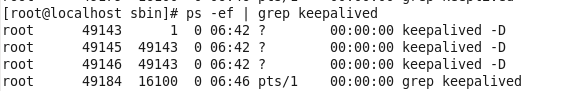 [root@localhost sbin]# ps -ef | grep keepalived
root     49143     1  0 06:42 ?        00:00:00 keepalived -D
root     49145 49143  0 06:42 ?        00:00:00 keepalived -D
root     49146 49143  0 06:42 ?        00:00:00 keepalived -D
root     49184 16100  0 06:46 pts/1    00:00:00 grep keepalived